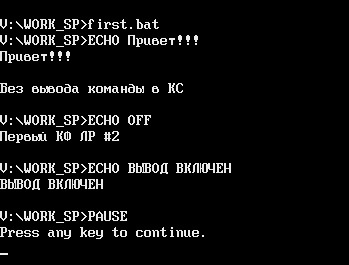 V:\WORK_SP>first.bat
V:\WORK_SP>ECHO Привет!!!
Привет!!!
Без вывода команды в КС
V:\WORK_SP>ECHO OFF
Первый КФ ЛР #2
V:\WORK_SP>ECHO ВЫВОД ВКЛЮЧЕН
ВЫВОД ВКЛЮЧЕН
V:\WORK_SP>PAUSE
Press any key to continue.
_